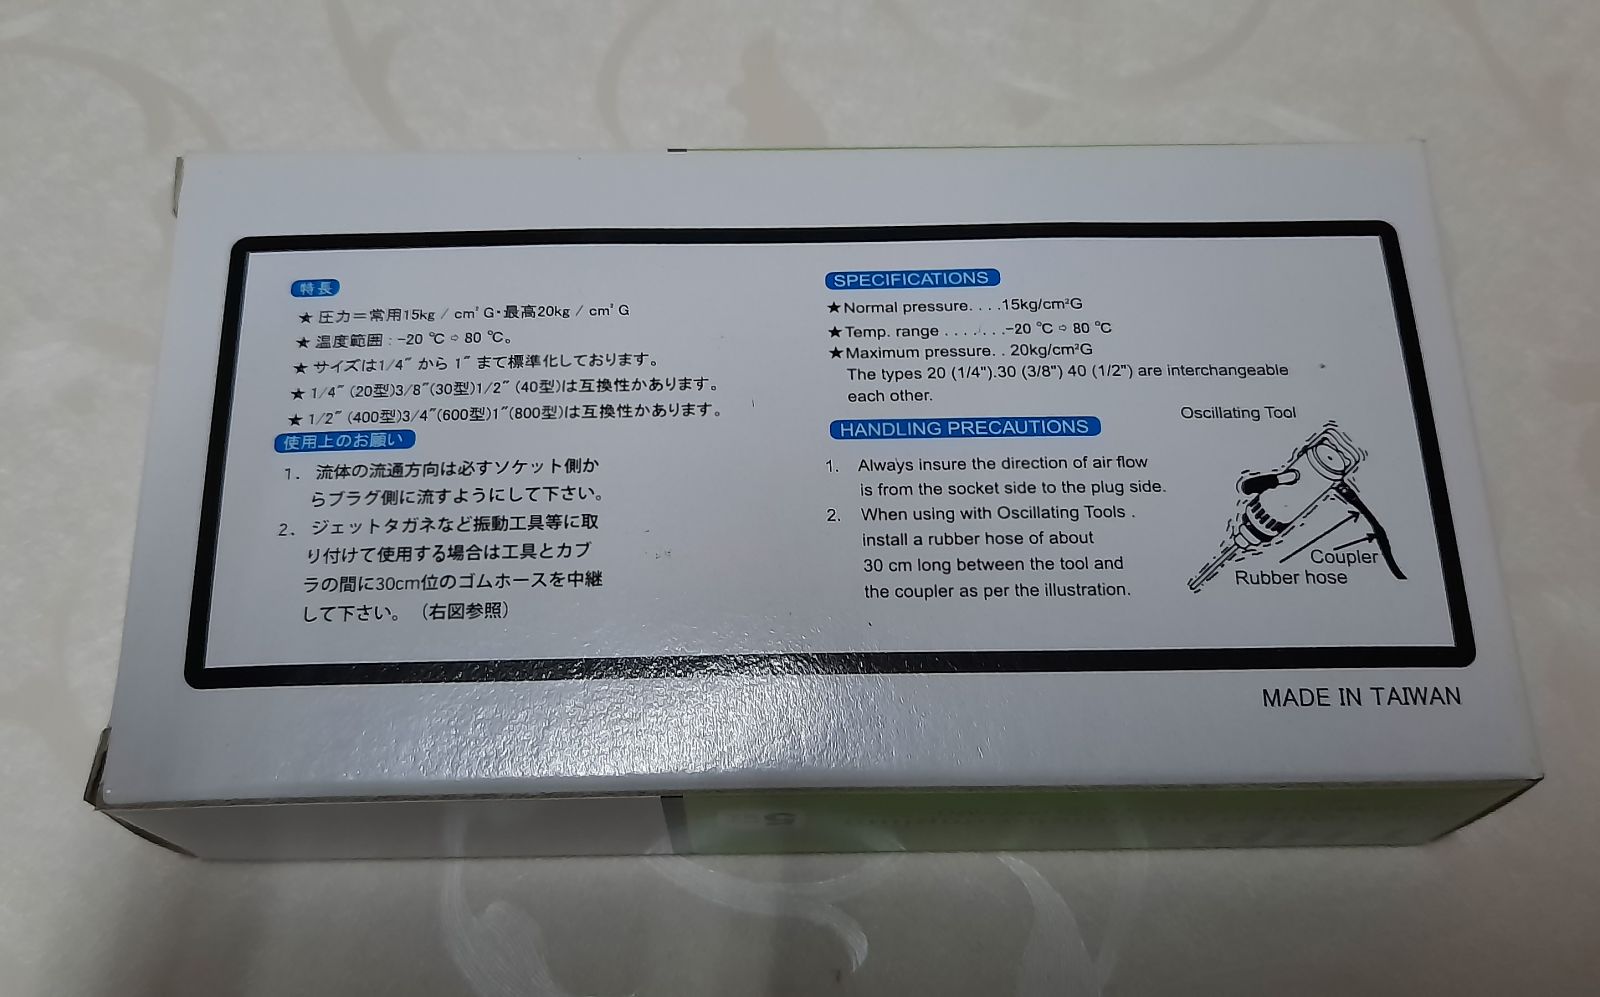 特長
★ 圧力＝常用15kg / cm² G・最高20kg / cm² G
★ 温度範囲 : -20 ℃ ⇨ 80 ℃。
★ サイズは1/4″ から 1″ まて標準化しております。
★ 1/4″ (20型)3/8″(30型)1/2″ (40型)は互換性かあります。
★ 1/2″ (400型)3/4″(600型)1″(800型)は互換性かあります。
使用上のお願い
1. 流体の流通方向は必すソケット側か
らプラグ側に流すようにして下さい。
2. ジェットタガネなど振動工具等に取
り付けて使用する場合は工具とカプ
ラの間に30cm位のゴムホースを中継
して下さい。（右図参照）
SPECIFICATIONS
★Normal pressure. . . .15kg/cm²G
★Temp. range . . . . . . .-20 ℃ ⇨ 80 ℃
★Maximum pressure. . 20kg/cm²G
The types 20 (1/4").30 (3/8") 40 (1/2") are interchangeable
each other.
HANDLING PRECAUTIONS
1. Always insure the direction of air flow
is from the socket side to the plug side.
2. When using with Oscillating Tools .
install a rubber hose of about
30 cm long between the tool and
the coupler as per the illustration.
Oscillating Tool
Coupler
Rubber hose
MADE IN TAIWAN